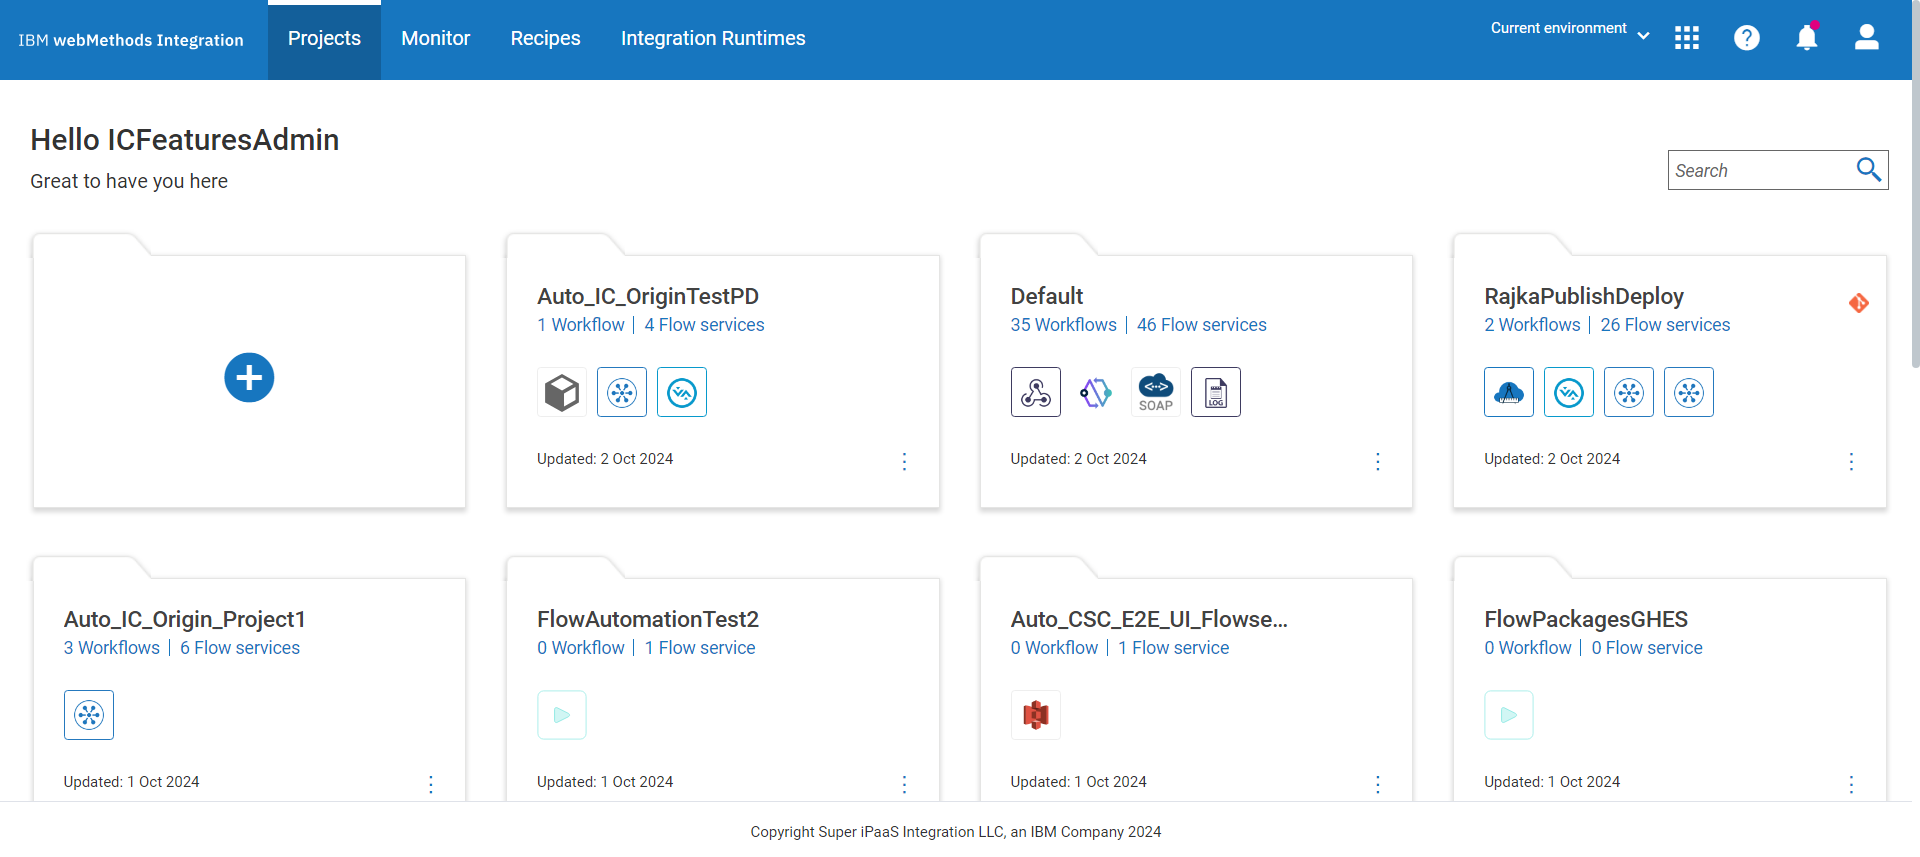 IBM webMethods Integration
Projects
Monitor
Recipes
Integration Runtimes
Current environment
Hello ICFeaturesAdmin
Great to have you here
Search
Auto_IC_OriginTestPD
1 Workflow | 4 Flow services
Updated: 2 Oct 2024
Default
35 Workflows | 46 Flow services
SOAP
LOG
Updated: 2 Oct 2024
RajkaPublishDeploy
2 Workflows | 26 Flow services
Updated: 2 Oct 2024
Auto_IC_Origin_Project1
3 Workflows | 6 Flow services
Updated: 1 Oct 2024
FlowAutomationTest2
0 Workflow | 1 Flow service
Updated: 1 Oct 2024
Auto_CSC_E2E_UI_Flowse...
0 Workflow | 1 Flow service
Updated: 1 Oct 2024
FlowPackagesGHES
0 Workflow | 0 Flow service
Updated: 1 Oct 2024
Copyright Super iPaaS Integration LLC, an IBM Company 2024